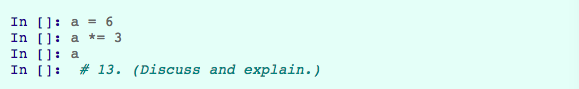 In []: a = 6
In []: a *= 3
In []: a
In []:  # 13. (Discuss and explain.)